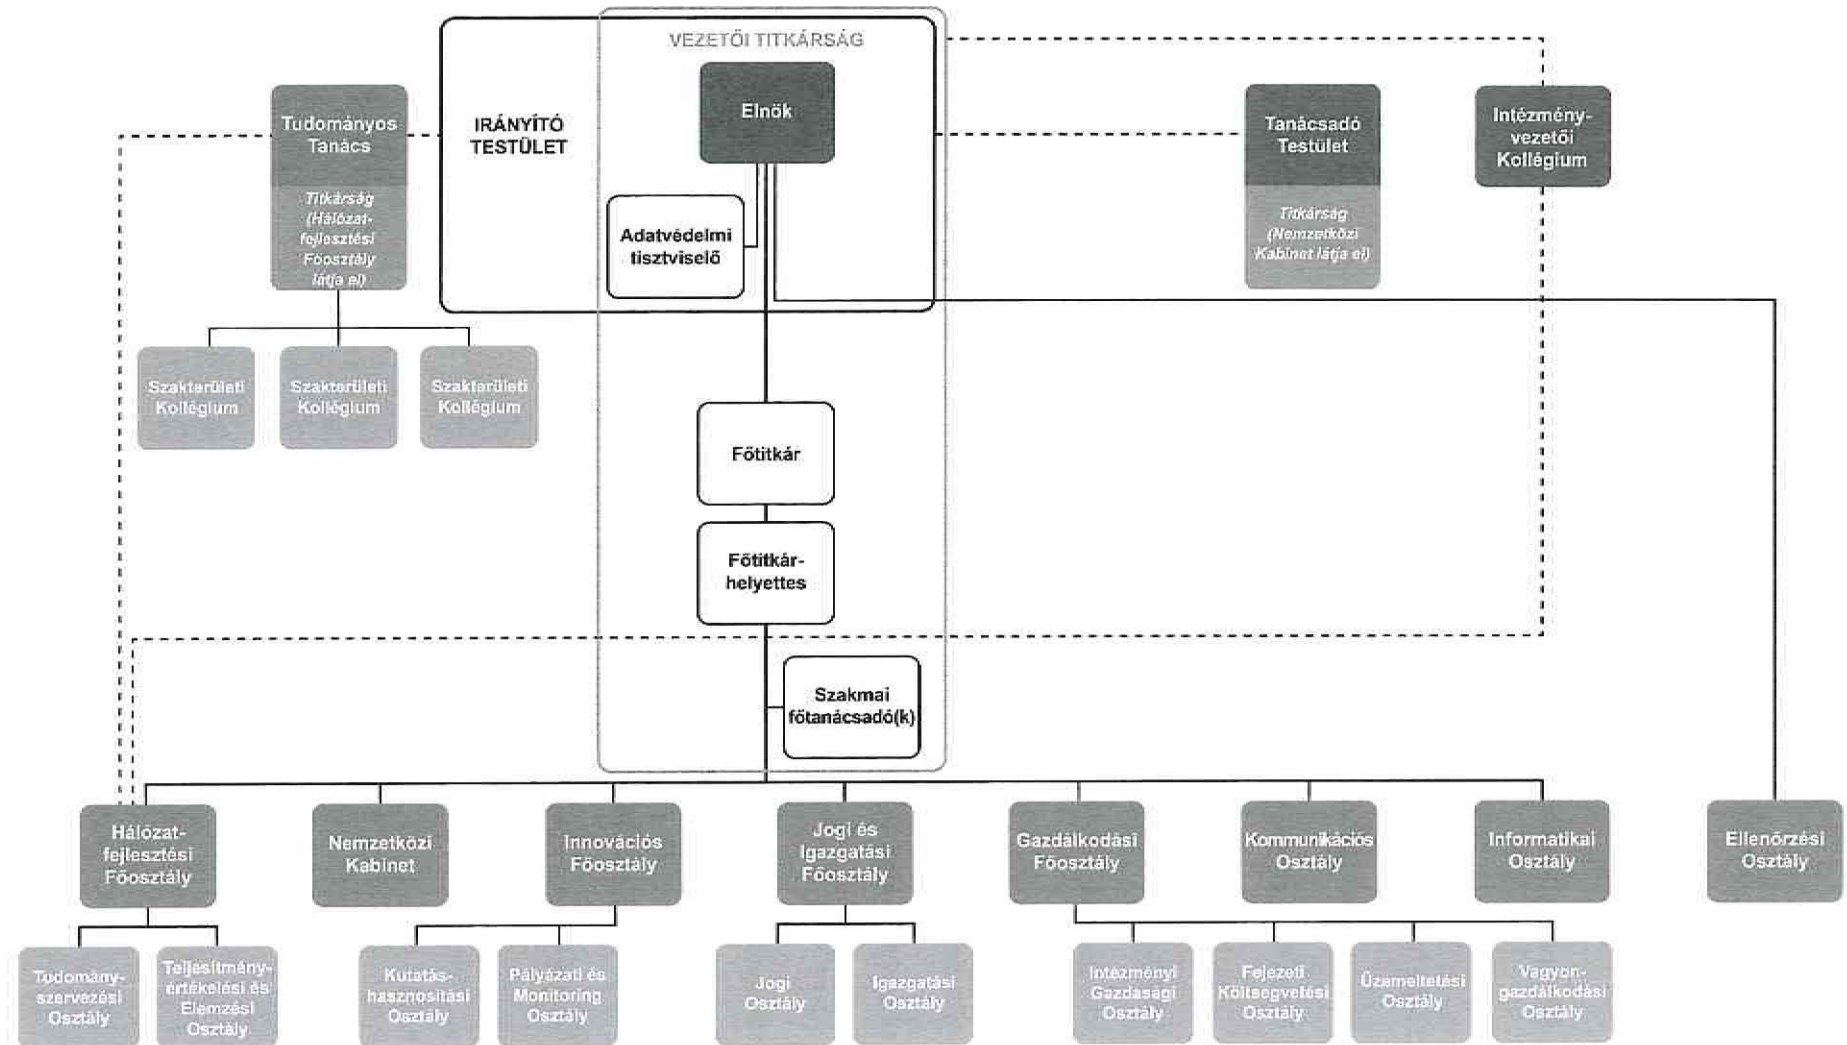 VEZETŐI TITKÁRSÁG
IRÁNYÍTÓ
TESTÜLET
Elnök
Adatvédelmi
tisztviselő
Tudományos
Tanács
Titkárság
(Hálózat-
fejlesztési
Főosztály
látja el)
Szakterületi
Kollégium
Szakterületi
Kollégium
Szakterületi
Kollégium
Tanácsadó
Testület
Titkárság
(Nemzetközi
Kabinet látja el)
Intézmény-
vezetői
Kollégium
Főtitkár
Főtitkár-
helyettes
Szakmai
főtanácsadó(k)
Hálózat-
fejlesztési
Főosztály
Nemzetközi
Kabinet
Innovációs
Főosztály
Jogi és
Igazgatási
Főosztály
Gazdálkodási
Főosztály
Kommunikációs
Osztály
Informatikai
Osztály
Ellenőrzési
Osztály
Tudomány-
szervezési
Osztály
Teljesítmény-
értékelési és
Elemzési
Osztály
Kutatás-
hasznosítási
Osztály
Pályázati és
Monitoring
Osztály
Jogi
Osztály
Igazgatási
Osztály
Intézményi
Gazdasági
Osztály
Fejezeti
Költségvetési
Osztály
Üzemeltetési
Osztály
Vagyon-
gazdálkodási
Osztály